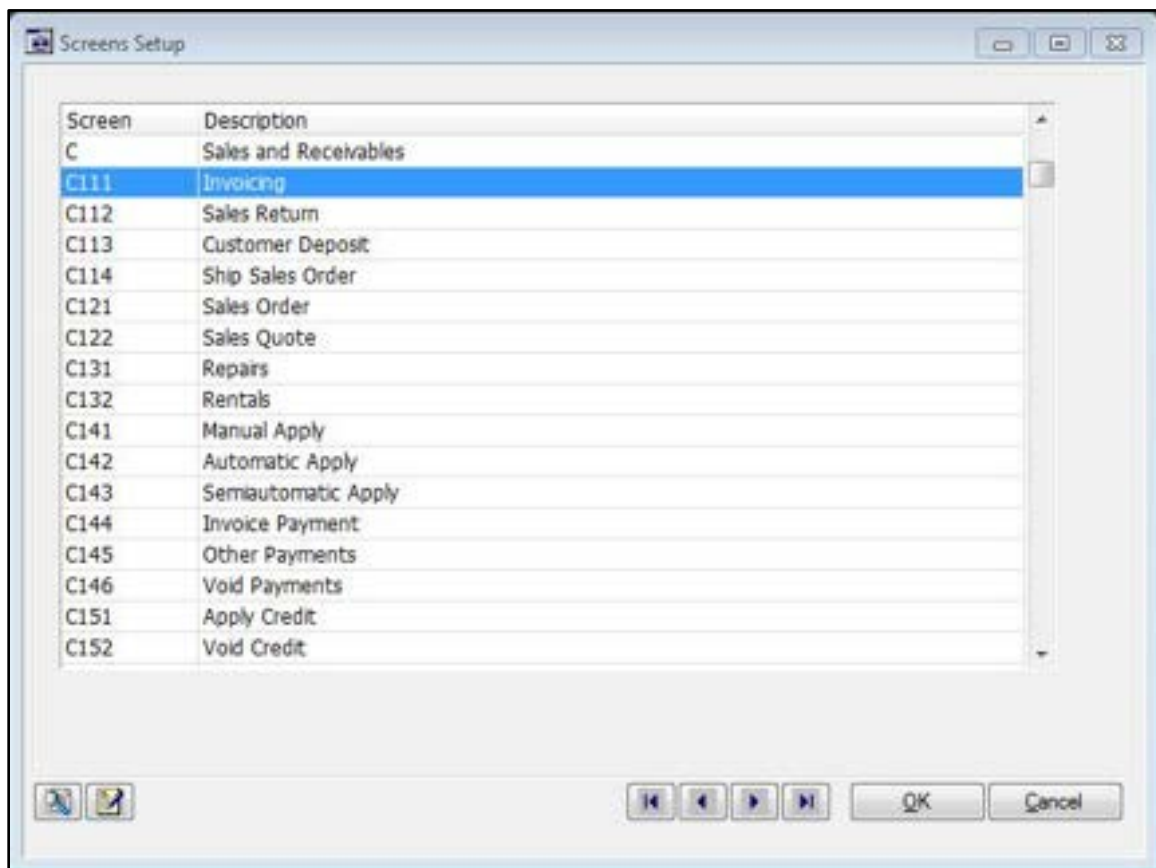 Screens Setup
Screen Description
C Sales and Receivables
C111 Invoicing
C112 Sales Return
C113 Customer Deposit
C114 Ship Sales Order
C121 Sales Order
C122 Sales Quote
C131 Repairs
C132 Rentals
C141 Manual Apply
C142 Automatic Apply
C143 Semiautomatic Apply
C144 Invoice Payment
C145 Other Payments
C146 Void Payments
C151 Apply Credit
C152 Void Credit
OK Cancel